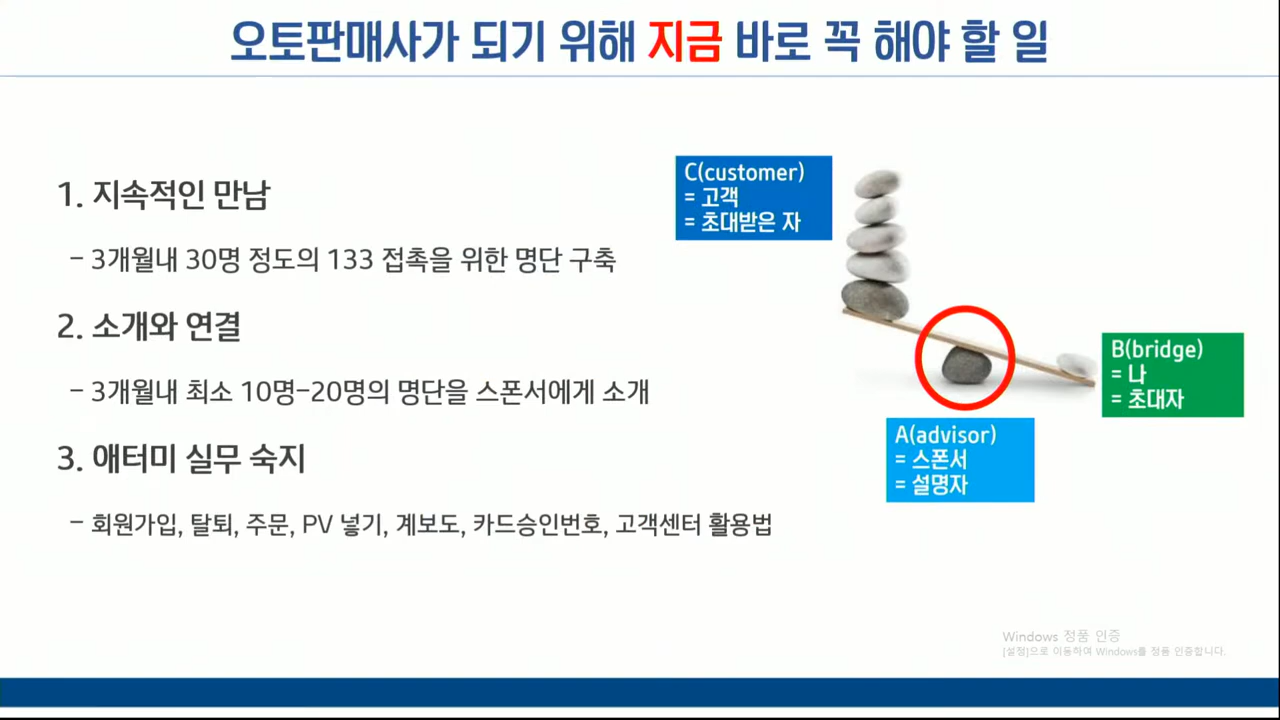 오토판매사가 되기 위해 지금 바로 꼭 해야 할 일
1. 지속적인 만남
- 3개월내 30명 정도의 133 접촉을 위한 명단 구축
2. 소개와 연결
- 3개월내 최소 10명-20명의 명단을 스폰서에게 소개
3. 애터미 실무 숙지
- 회원가입, 탈퇴, 주문, PV 넣기, 계보도, 카드승인번호, 고객센터 활용법
C(customer)
= 고객
= 초대받은 자
B(bridge)
= 나
= 초대자
A(advisor)
= 스폰서
= 설명자
Windows 정품 인증
[설정]으로 이동하여 Windows를 정품 인증합니다.